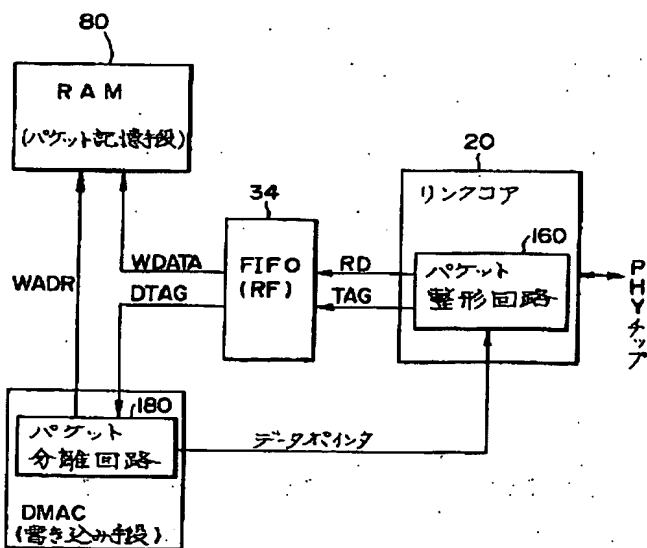 80
RAM
(パケット記憶手段)
20
リンクコア
34
160
FIFO
(RF)
パケット
整形回路
WDATA
DTAG
RD
TAG
WADR
PHYチップ
180
パケット
分離回路
データポインタ
DMAC
(書き込み手段)